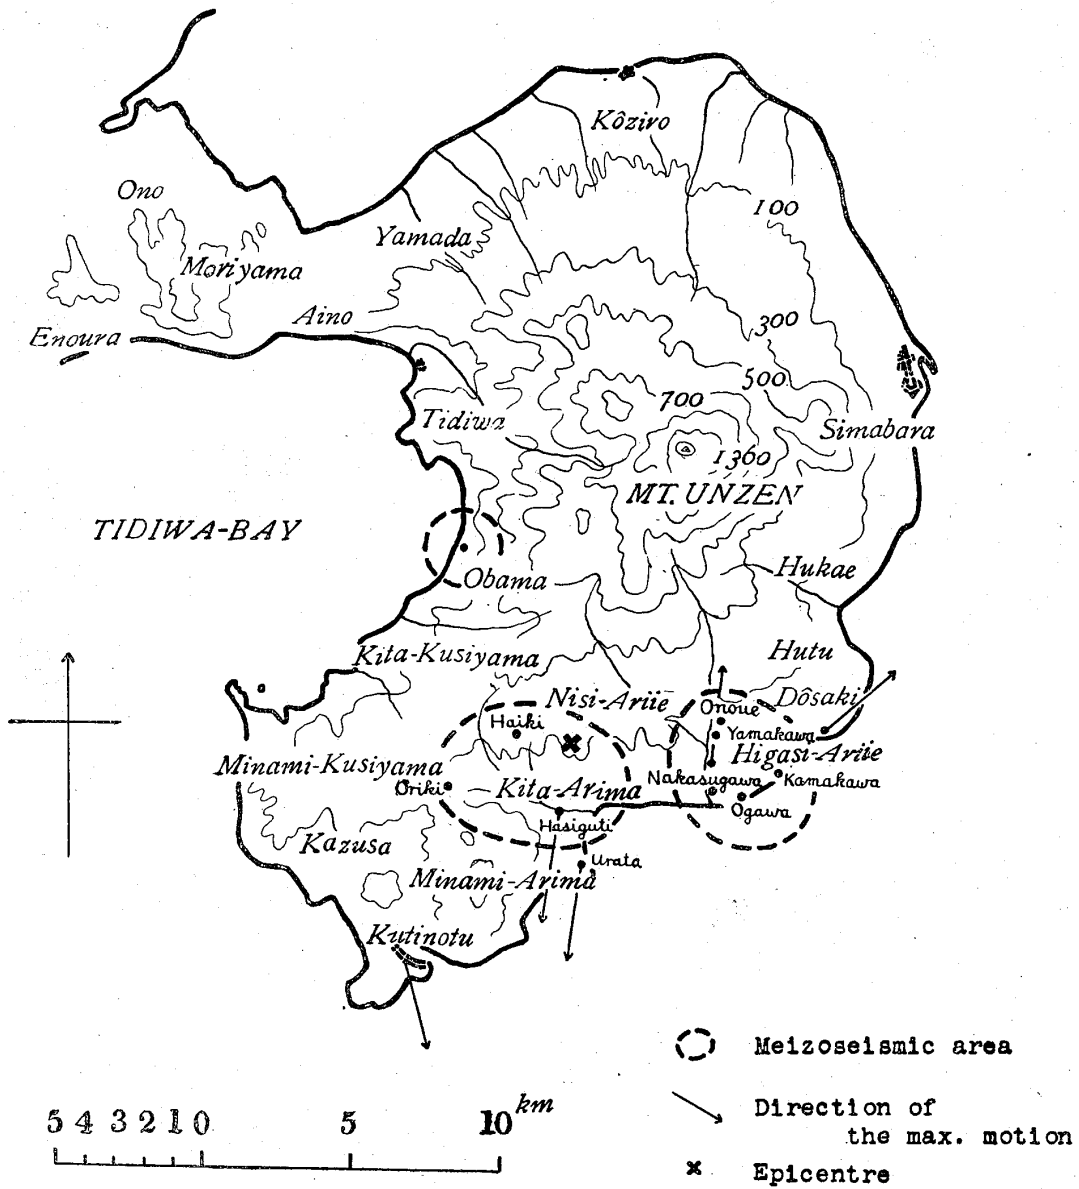 Kôziro
Ono
100
Yamada
Moriyama
Aino
300
Enoura
500
700
Tidiwa
Simabara
1360
MT. UNZEN
TIDIWA-BAY
Hukae
Obama
Hutu
Kita-Kusiyama
Nisi-Ariie
Dôsaki
Onoue
Haiki
Yamakawa
Higasi-Ariie
Minami-Kusiyama
Nakasugawa
Kamakawa
Oriki
Kita-Arima
Ogawa
Hasiguti
Kazusa
Urata
Minami-Arima
Kutinotu
Meizoseismic area
5 4 3 2 1 0 5 10 km
Direction of
the max. motion
Epicentre